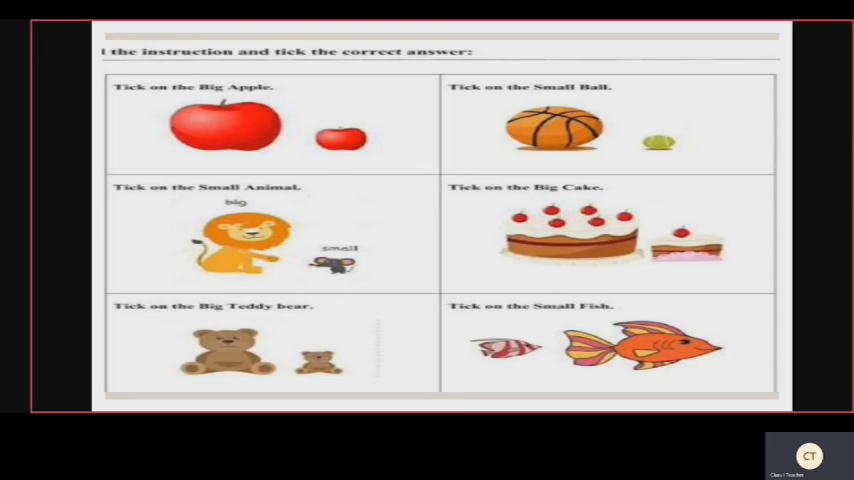 the instruction and tick the correct answer:
Tick on the Big Apple.
Tick on the Small Ball.
Tick on the Small Animal.
big
small
Tick on the Big Cake.
Tick on the Big Teddy bear.
Tick on the Small Fish.
CT
Class I Teacher